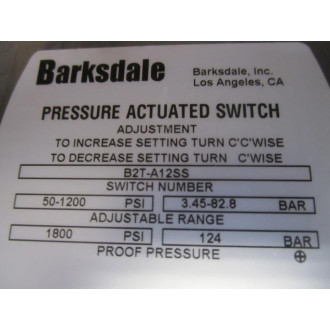 Barksdale
Barksdale, Inc.
Los Angeles, CA
PRESSURE ACTUATED SWITCH
ADJUSTMENT
TO INCREASE SETTING TURN C'C'WISE
TO DECREASE SETTING TURN C'WISE
B2T-A12SS
SWITCH NUMBER
50-1200 PSI 3.45-82.8 BAR
ADJUSTABLE RANGE
1800 PSI 124 BAR
PROOF PRESSURE